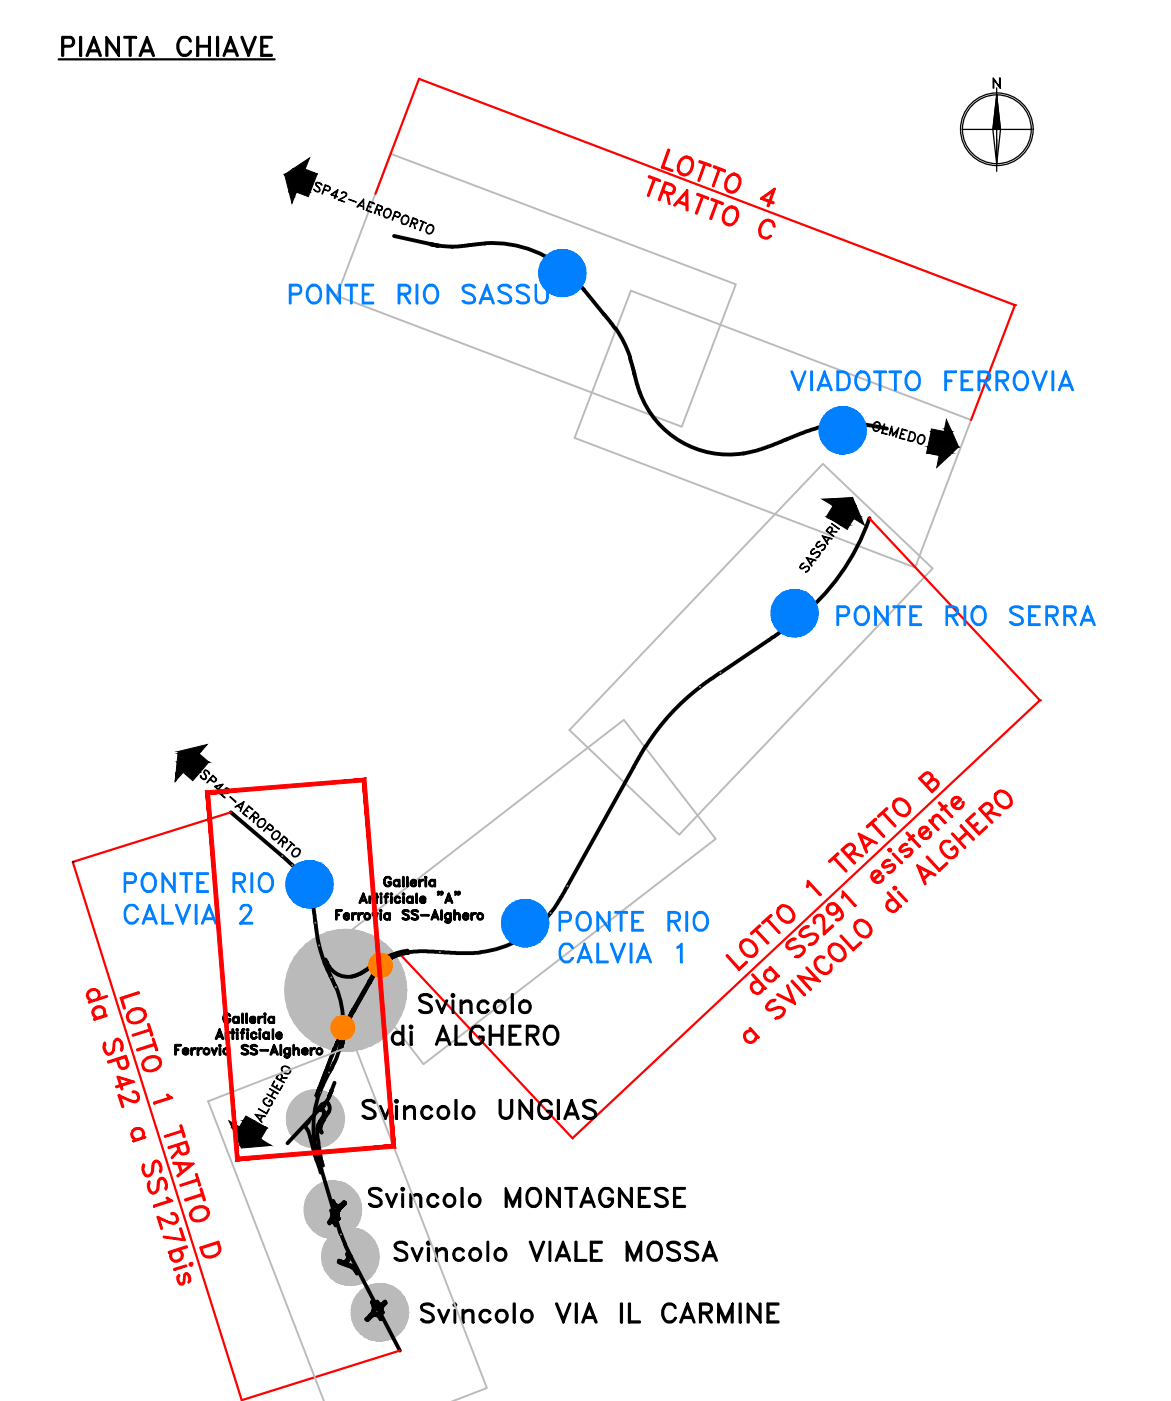 PIANTA CHIAVE
N
LOTTO 4
TRATTO C
SP42-AEROPORTO
PONTE RIO SASSU
VIADOTTO FERROVIA
OLMEDO
SASSARI
PONTE RIO SERRA
SP42-AEROPORTO
LOTTO 1 TRATTO B
da SS291 esistente
a SVINCOLO di ALGHERO
PONTE RIO
CALVIA 2
Galleria
Artificiale "A"
Ferrovia SS-Alghero
PONTE RIO
CALVIA 1
Svincolo
di ALGHERO
Galleria
Artificiale
Ferrovia SS-Alghero
LOTTO 1 TRATTO D
da SP42 a SS127bis
ALGHERO
Svincolo UNGIAS
Svincolo MONTAGNESE
Svincolo VIALE MOSSA
Svincolo VIA IL CARMINE